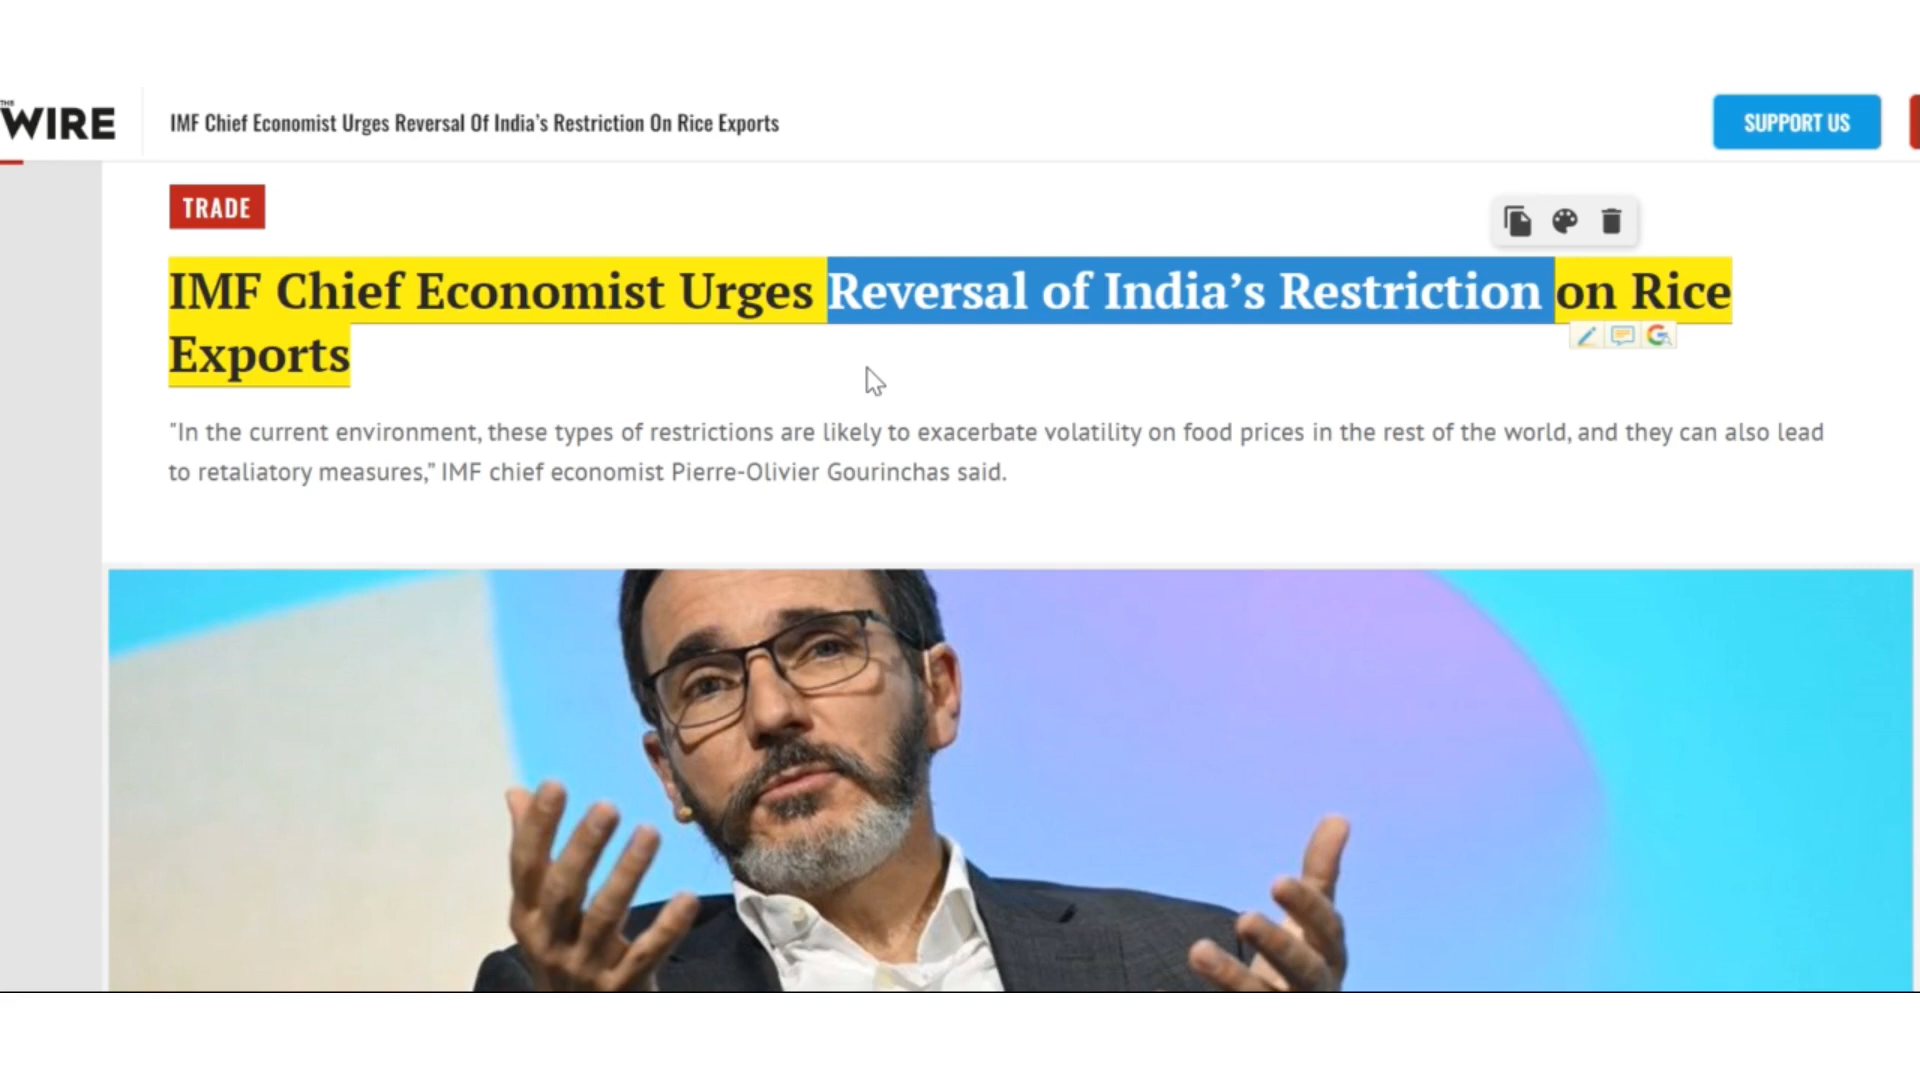 THE
WIRE
IMF Chief Economist Urges Reversal Of India’s Restriction On Rice Exports
SUPPORT US
TRADE
IMF Chief Economist Urges Reversal of India’s Restriction on Rice
Exports
"In the current environment, these types of restrictions are likely to exacerbate volatility on food prices in the rest of the world, and they can also lead
to retaliatory measures,” IMF chief economist Pierre-Olivier Gourinchas said.